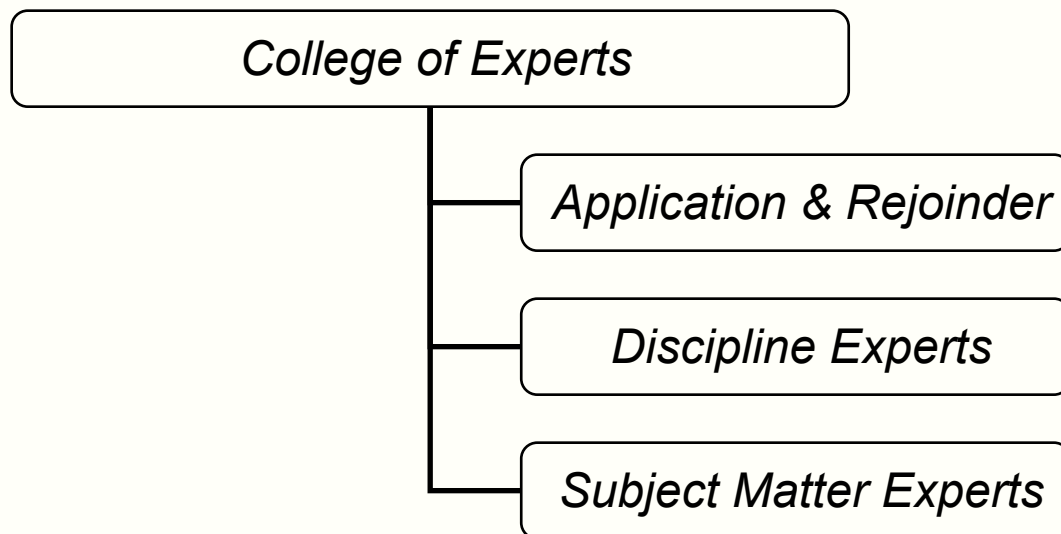 College of Experts
Application & Rejoinder
Discipline Experts
Subject Matter Experts